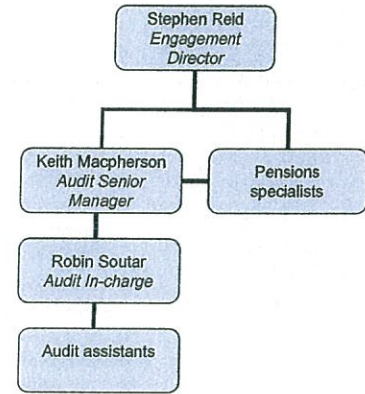 Stephen Reid
Engagement
Director
Keith Macpherson
Audit Senior
Manager
Pensions
specialists
Robin Soutar
Audit In-charge
Audit assistants